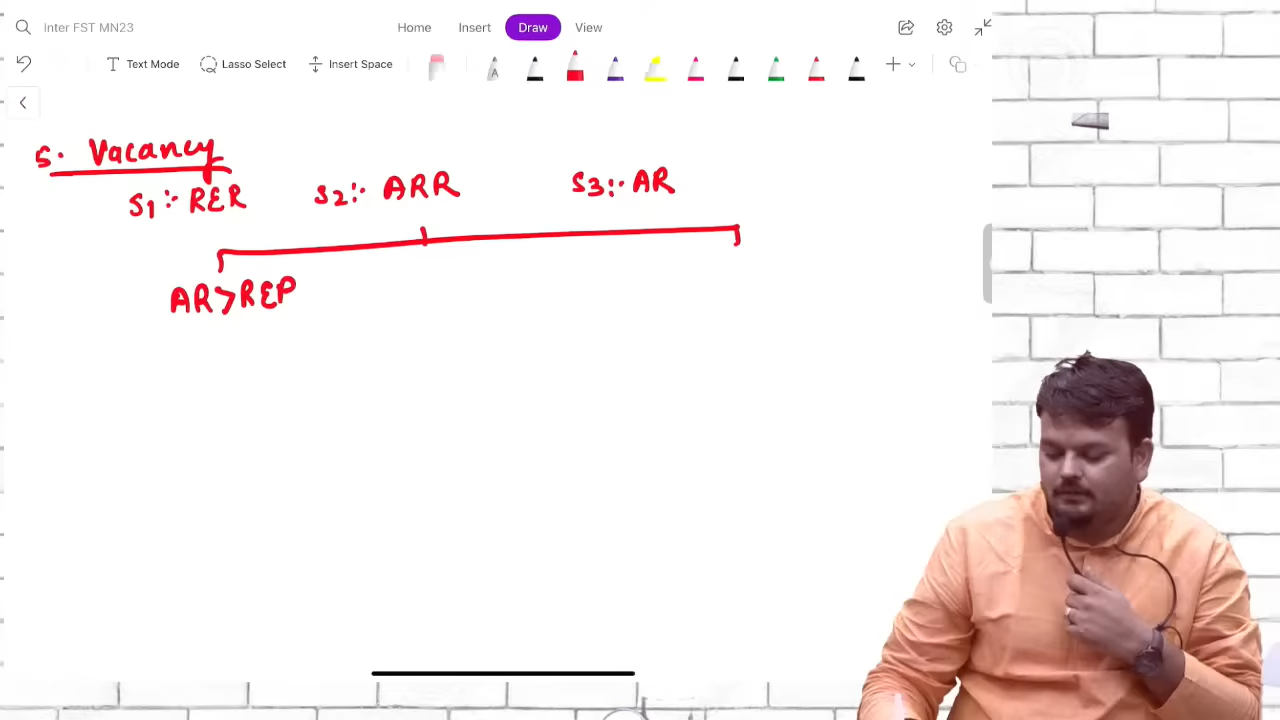 Inter FST MN23
Home Insert Draw View
Text Mode Lasso Select Insert Space
5. Vacancy
S1:- RER S2:- ARR S3:- AR
AR>REP